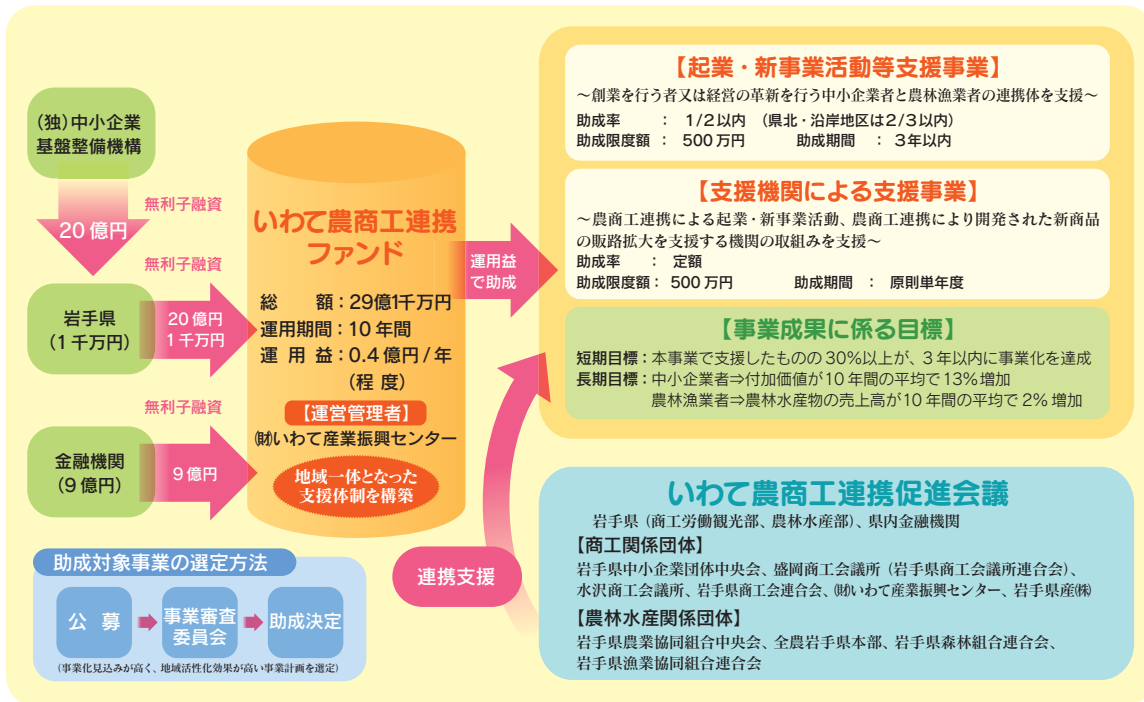 (独)中小企業
基盤整備機構
無利子融資
20億円
無利子融資
岩手県
(1千万円)
20億円
1千万円
無利子融資
金融機関
(9億円)
9億円
いわて農商工連携
ファンド
総　　額：29億1千万円
運用期間：10年間
運 用 益：0.4億円/年
(程 度)
【運営管理者】
㈶いわて産業振興センター
地域一体となった
支援体制を構築
運用益
で助成
【起業・新事業活動等支援事業】
～創業を行う者又は経営の革新を行う中小企業者と農林漁業者の連携体を支援～
助成率　　：　1/2以内　(県北・沿岸地区は2/3以内)
助成限度額 ：　500万円　　　助成期間　：　3年以内
【支援機関による支援事業】
～農商工連携による起業・新事業活動、農商工連携により開発された新商品
の販路拡大を支援する機関の取組みを支援～
助成率　　：　定額
助成限度額：　500万円　　　助成期間　：　原則単年度
【事業成果に係る目標】
短期目標：本事業で支援したものの30%以上が、3年以内に事業化を達成
長期目標：中小企業者⇒付加価値が10年間の平均で13%増加
農林漁業者⇒農林水産物の売上高が10年間の平均で2%増加
連携支援
いわて農商工連携促進会議
岩手県(商工労働観光部、農林水産部)、県内金融機関
【商工関係団体】
岩手県中小企業団体中央会、盛岡商工会議所(岩手県商工会議所連合会)、
水沢商工会議所、岩手県商工会連合会、㈶いわて産業振興センター、岩手県産㈱
【農林水産関係団体】
岩手県農業協同組合中央会、全農岩手県本部、岩手県森林組合連合会、
岩手県漁業協同組合連合会
助成対象事業の選定方法
公　募
事業審査
委員会
助成決定
(事業化見込みが高く、地域活性化効果が高い事業計画を選定)